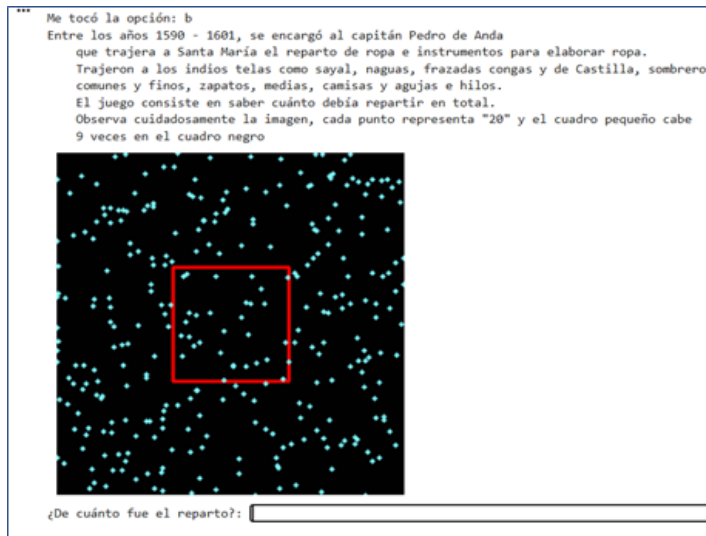 Me tocó la opción: b
Entre los años 1590 - 1601, se encargó al capitán Pedro de Anda
que trajera a Santa María el reparto de ropa e instrumentos para elaborar ropa.
Trajeron a los indios telas como sayal, naguas, frazadas congas y de Castilla, sombrero
comunes y finos, zapatos, medias, camisas y agujas e hilos.
El juego consiste en saber cuánto debía repartir en total.
Observa cuidadosamente la imagen, cada punto representa "20" y el cuadro pequeño cabe
9 veces en el cuadro negro
¿De cuánto fue el reparto?: